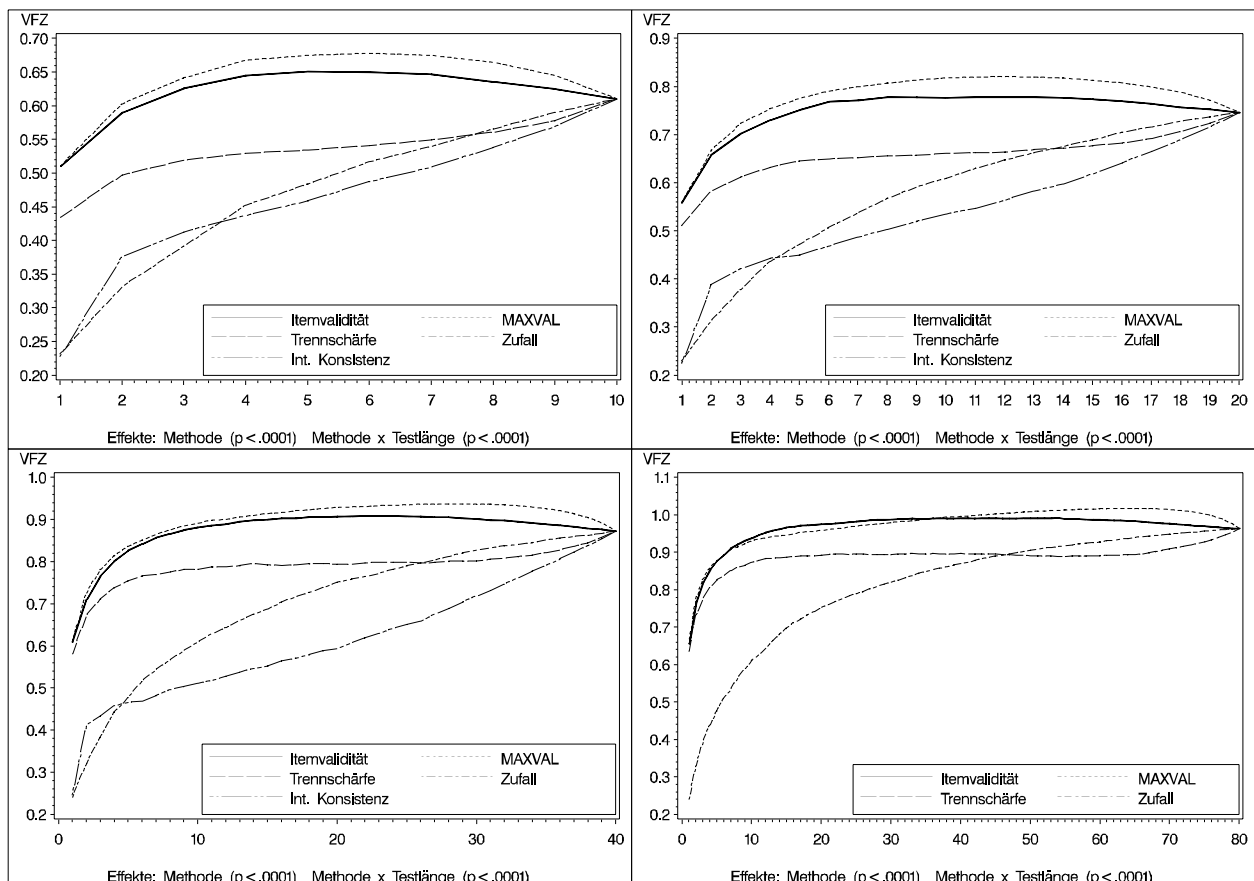 VFZ
0.70
0.65
0.60
0.55
0.50
0.45
0.40
0.35
0.30
0.25
0.20
Itemvalidität MAXVAL
Trennschärfe Zufall
Int. Konsistenz
1 2 3 4 5 6 7 8 9 10
Effekte: Methode (p<.0001) Methode x Testlänge (p<.0001)
VFZ
0.9
0.8
0.7
0.6
0.5
0.4
0.3
0.2
Itemvalidität MAXVAL
Trennschärfe Zufall
Int. Konsistenz
1 2 3 4 5 6 7 8 9 10 11 12 13 14 15 16 17 18 19 20
Effekte: Methode (p<.0001) Methode x Testlänge (p<.0001)
VFZ
1.0
0.9
0.8
0.7
0.6
0.5
0.4
0.3
0.2
Itemvalidität MAXVAL
Trennschärfe Zufall
Int. Konsistenz
0 10 20 30 40
Effekte: Methode (p<.0001) Methode x Testlänge (p<.0001)
VFZ
1.1
1.0
0.9
0.8
0.7
0.6
0.5
0.4
0.3
0.2
Itemvalidität MAXVAL
Trennschärfe Zufall
0 10 20 30 40 50 60 70 80
Effekte: Methode (p<.0001) Methode x Testlänge (p<.0001)